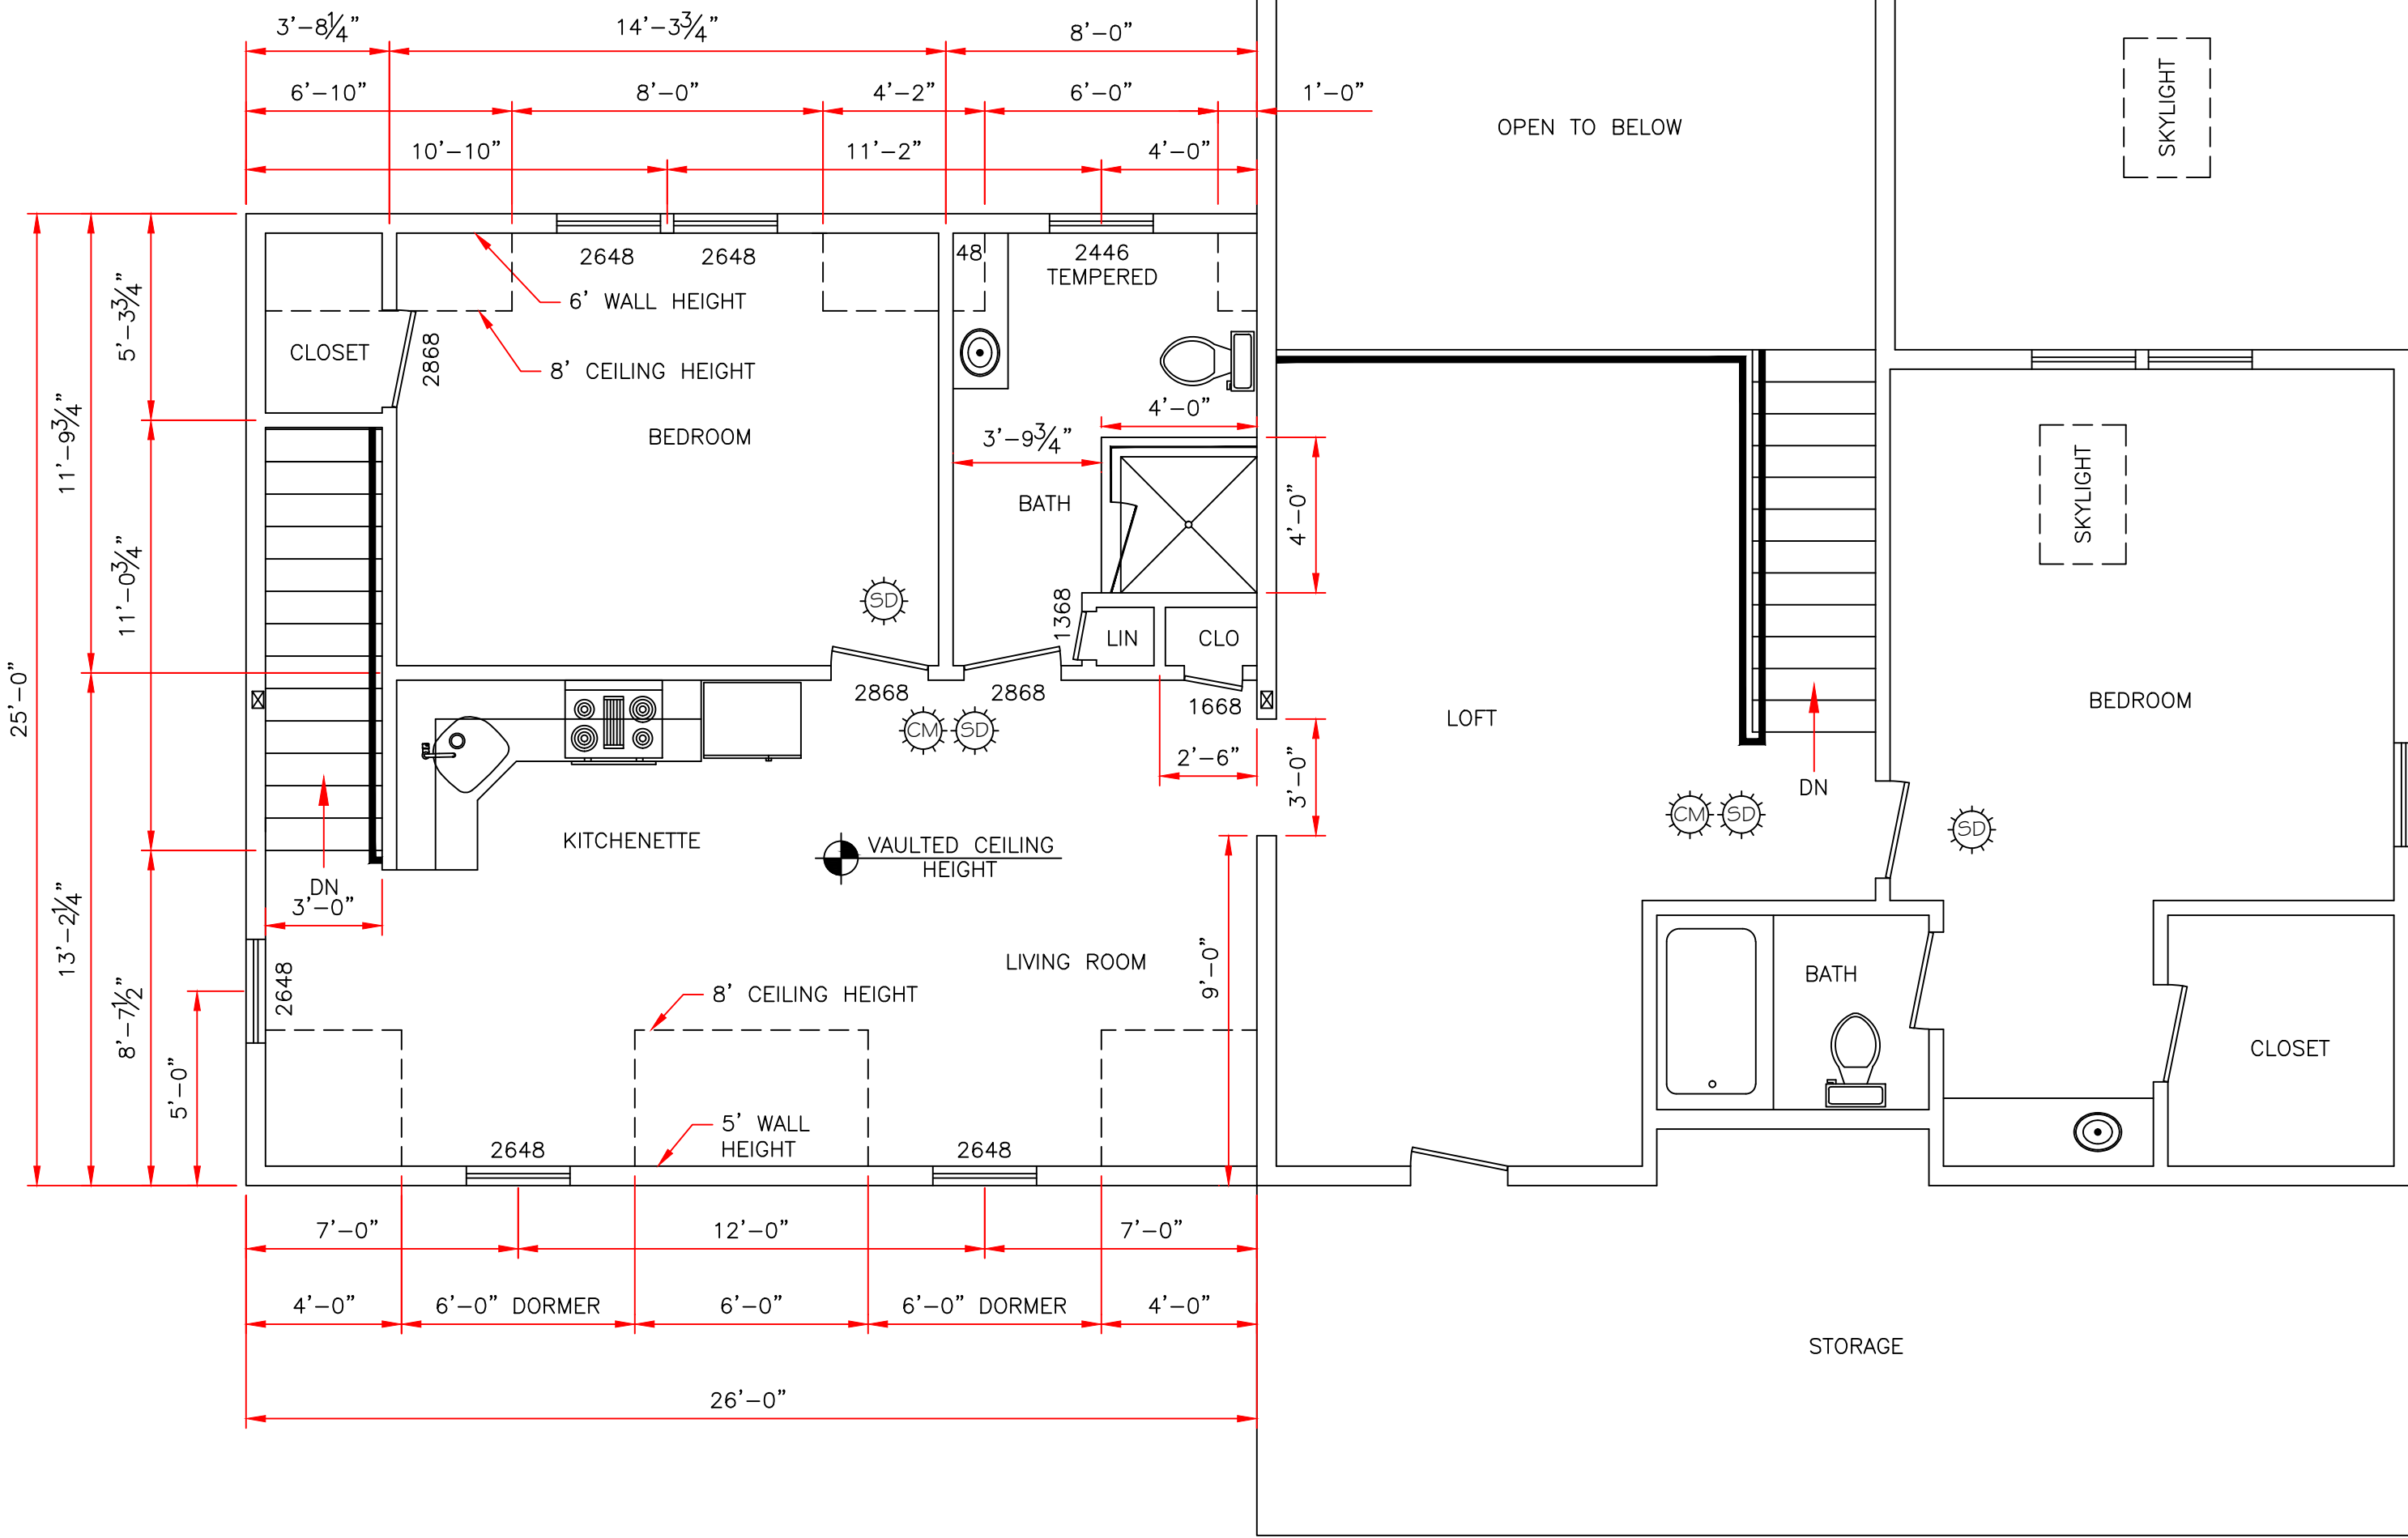 3'-8¼" 14'-3¾" 8'-0"
6'-10" 8'-0" 4'-2" 6'-0" 1'-0"
10'-10" 11'-2" 4'-0"
OPEN TO BELOW
SKYLIGHT
2648 2648 48 2446
TEMPERED
6' WALL HEIGHT
5'-3¾"
CLOSET
2868
8' CEILING HEIGHT
11'-9¾"
BEDROOM
4'-0"
3'-9¾"
BATH
4'-0"
SKYLIGHT
11'-0¾"
SD
1368
LIN
CLO
25'-0"
2868 2868
1668
CM SD
LOFT
BEDROOM
2'-6"
3'-0"
DN
KITCHENETTE
VAULTED CEILING
HEIGHT
CM SD
SD
DN
3'-0"
13'-2¼"
8'-7½"
2648
LIVING ROOM
9'-0"
BATH
8' CEILING HEIGHT
5'-0"
CLOSET
5' WALL
HEIGHT
2648 2648
7'-0" 12'-0" 7'-0"
4'-0" 6'-0" DORMER 6'-0" 6'-0" DORMER 4'-0"
STORAGE
26'-0"